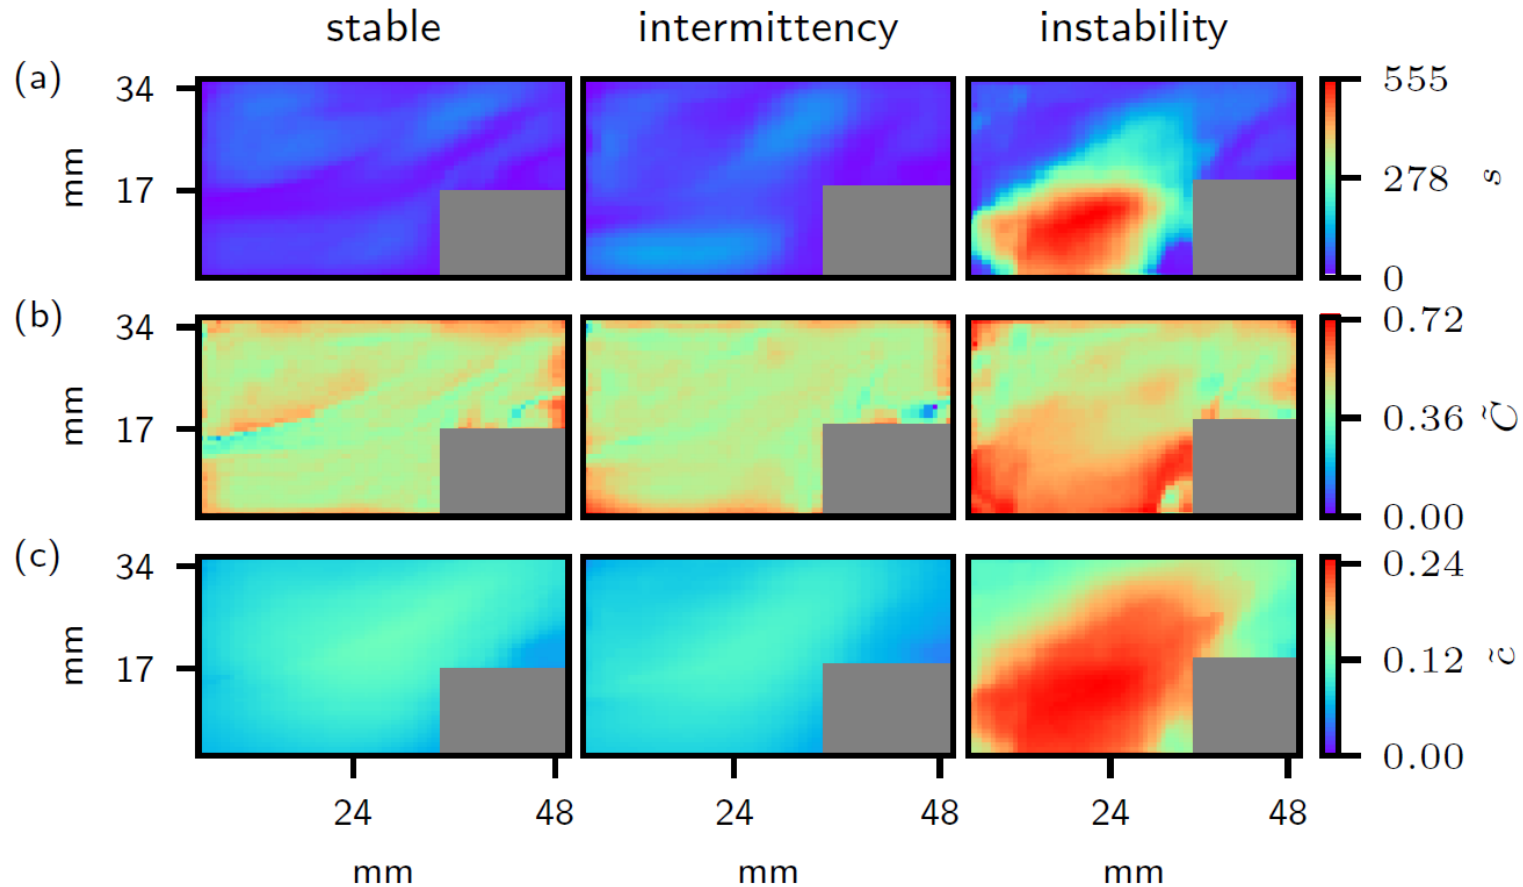 stable intermittency instability
(a) 34 555
mm 17 278 s
0
(b) 34 0.72
mm 17 0.36 C̃
0.00
(c) 34 0.24
mm 17 0.12 c̃
0.00
24 48 24 48 24 48
mm mm mm